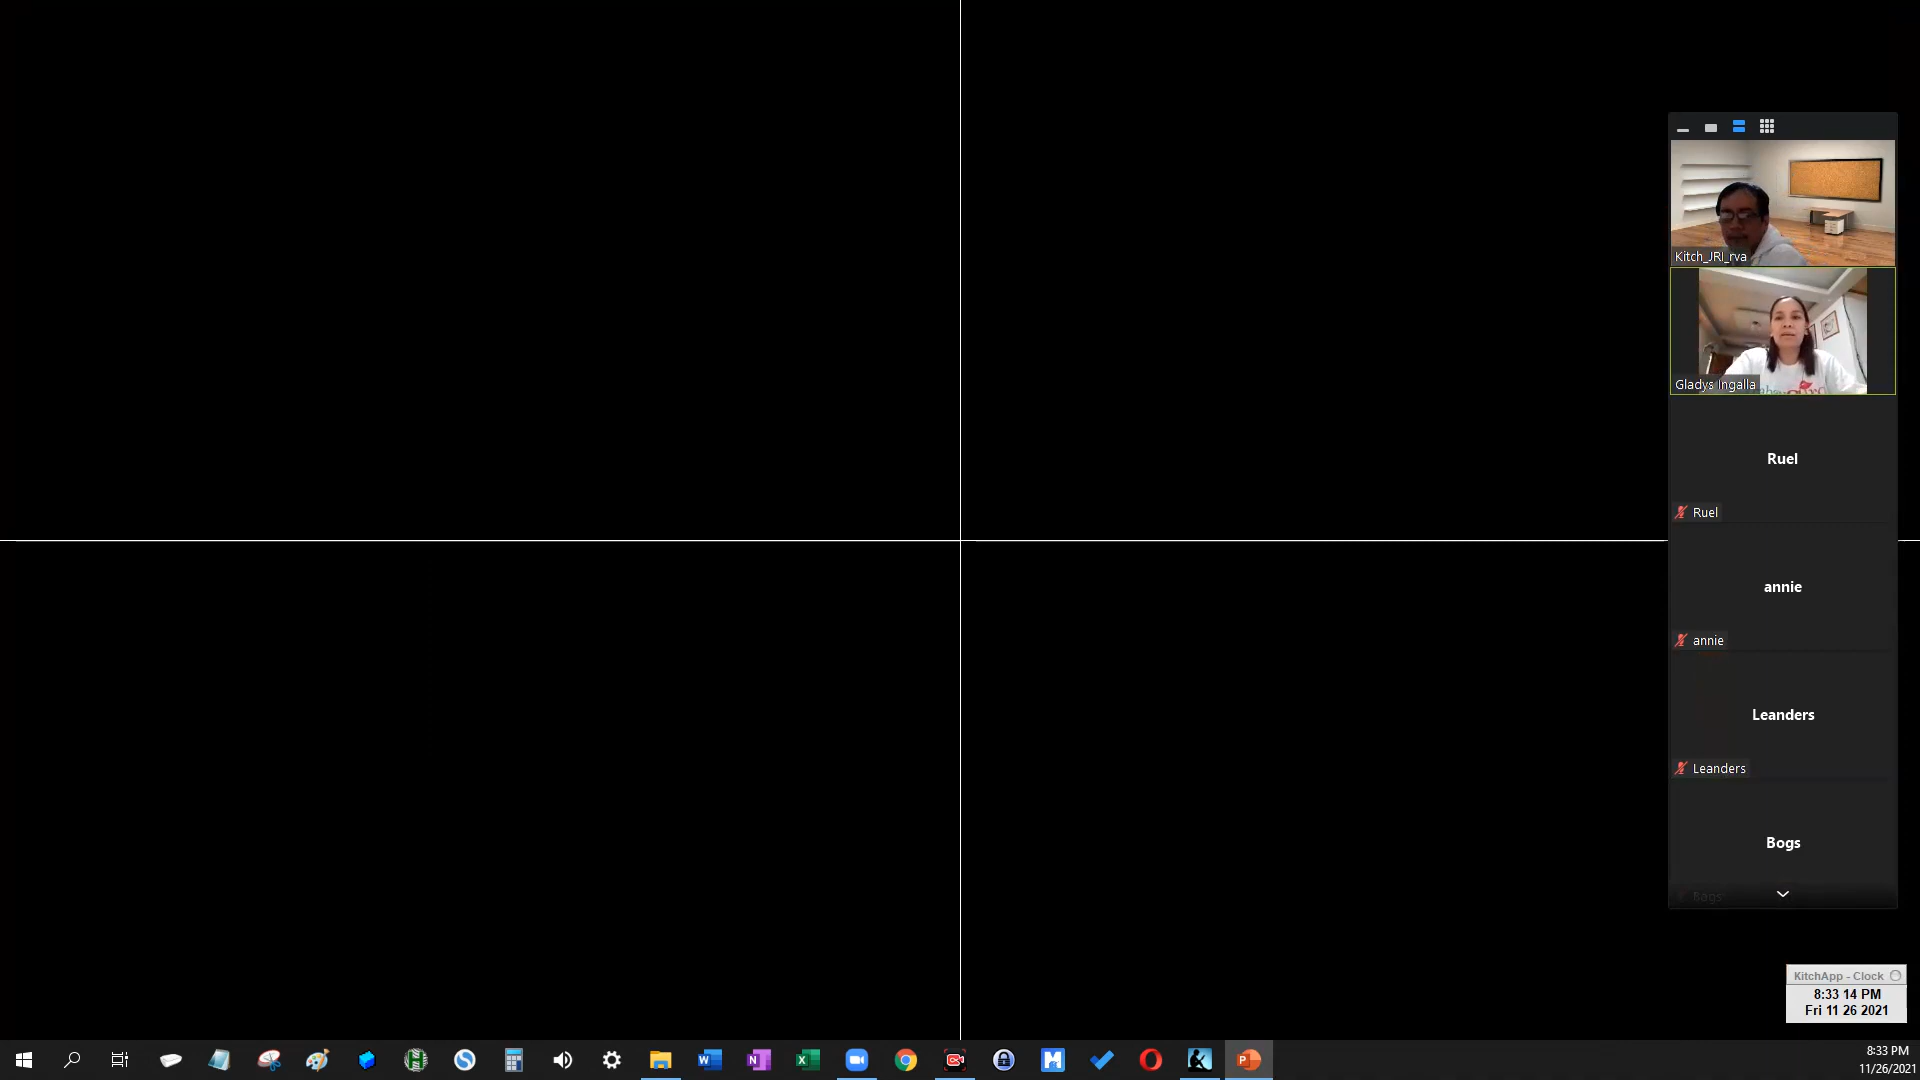 Kitch_JRI_rva
Gladys Ingalla
Ruel
Ruel
annie
annie
Leanders
Leanders
Bogs
Bags
KitchApp - Clock
8:33 14 PM
Fri 11 26 2021
8:33 PM
11/26/2021